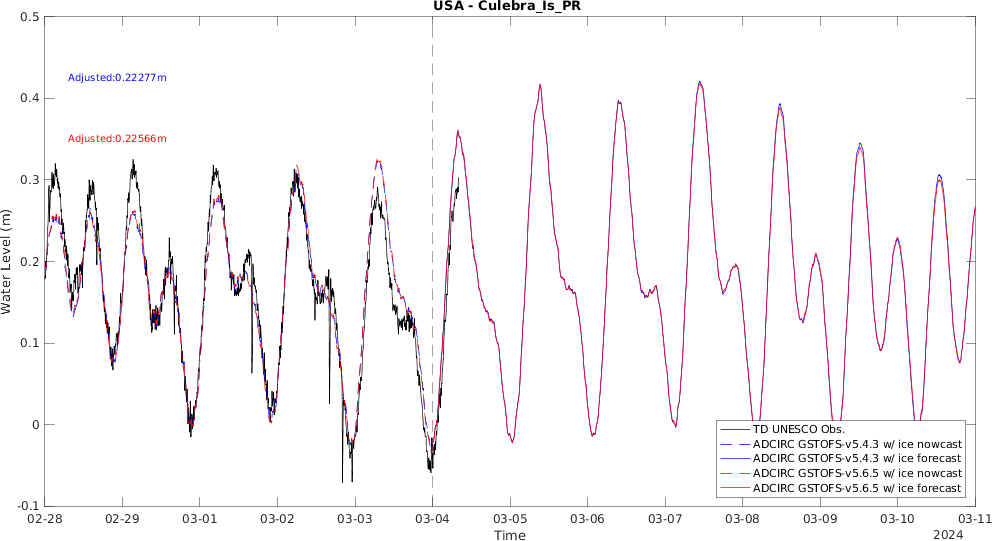 USA - Culebra_Is_PR
0.5
Adjusted:0.22277m
0.4
Adjusted:0.22566m
0.3
Water Level (m)
0.2
0.1
0
-0.1
TD UNESCO Obs.
ADCIRC GSTOFS-v5.4.3 w/ ice nowcast
ADCIRC GSTOFS-v5.4.3 w/ ice forecast
ADCIRC GSTOFS-v5.6.5 w/ ice nowcast
ADCIRC GSTOFS-v5.6.5 w/ ice forecast
02-28 02-29 03-01 03-02 03-03 03-04 03-05 03-06 03-07 03-08 03-09 03-10 03-11
Time
2024